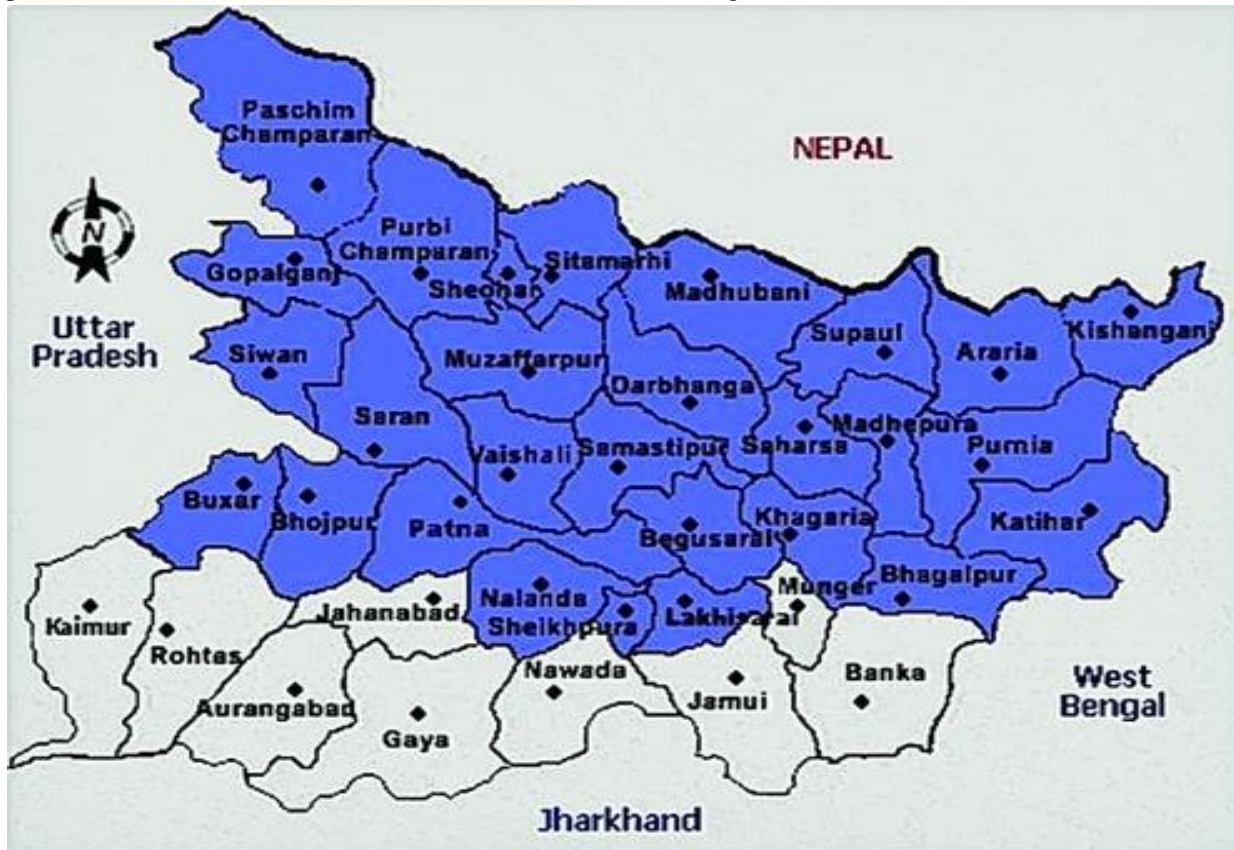 Paschim
Champaran
NEPAL
N
Purbi
Champaran
Gopalganj
Sheohar
Sitamarhi
Madhubani
Uttar
Pradesh
Siwan
Muzaffarpur
Supaul
Araria
Kishanganj
Darbhanga
Saran
Vaishali
Samastipur
Saharsa
Madhepura
Purnia
Buxar
Bhojpur
Patna
Begusarai
Khagaria
Katihar
Kaimur
Rohtas
Jahanabad
Nalanda
Sheikhpura
Lakhisarai
Munger
Bhagalpur
Aurangabad
Gaya
Nawada
Jamui
Banka
West
Bengal
Jharkhand